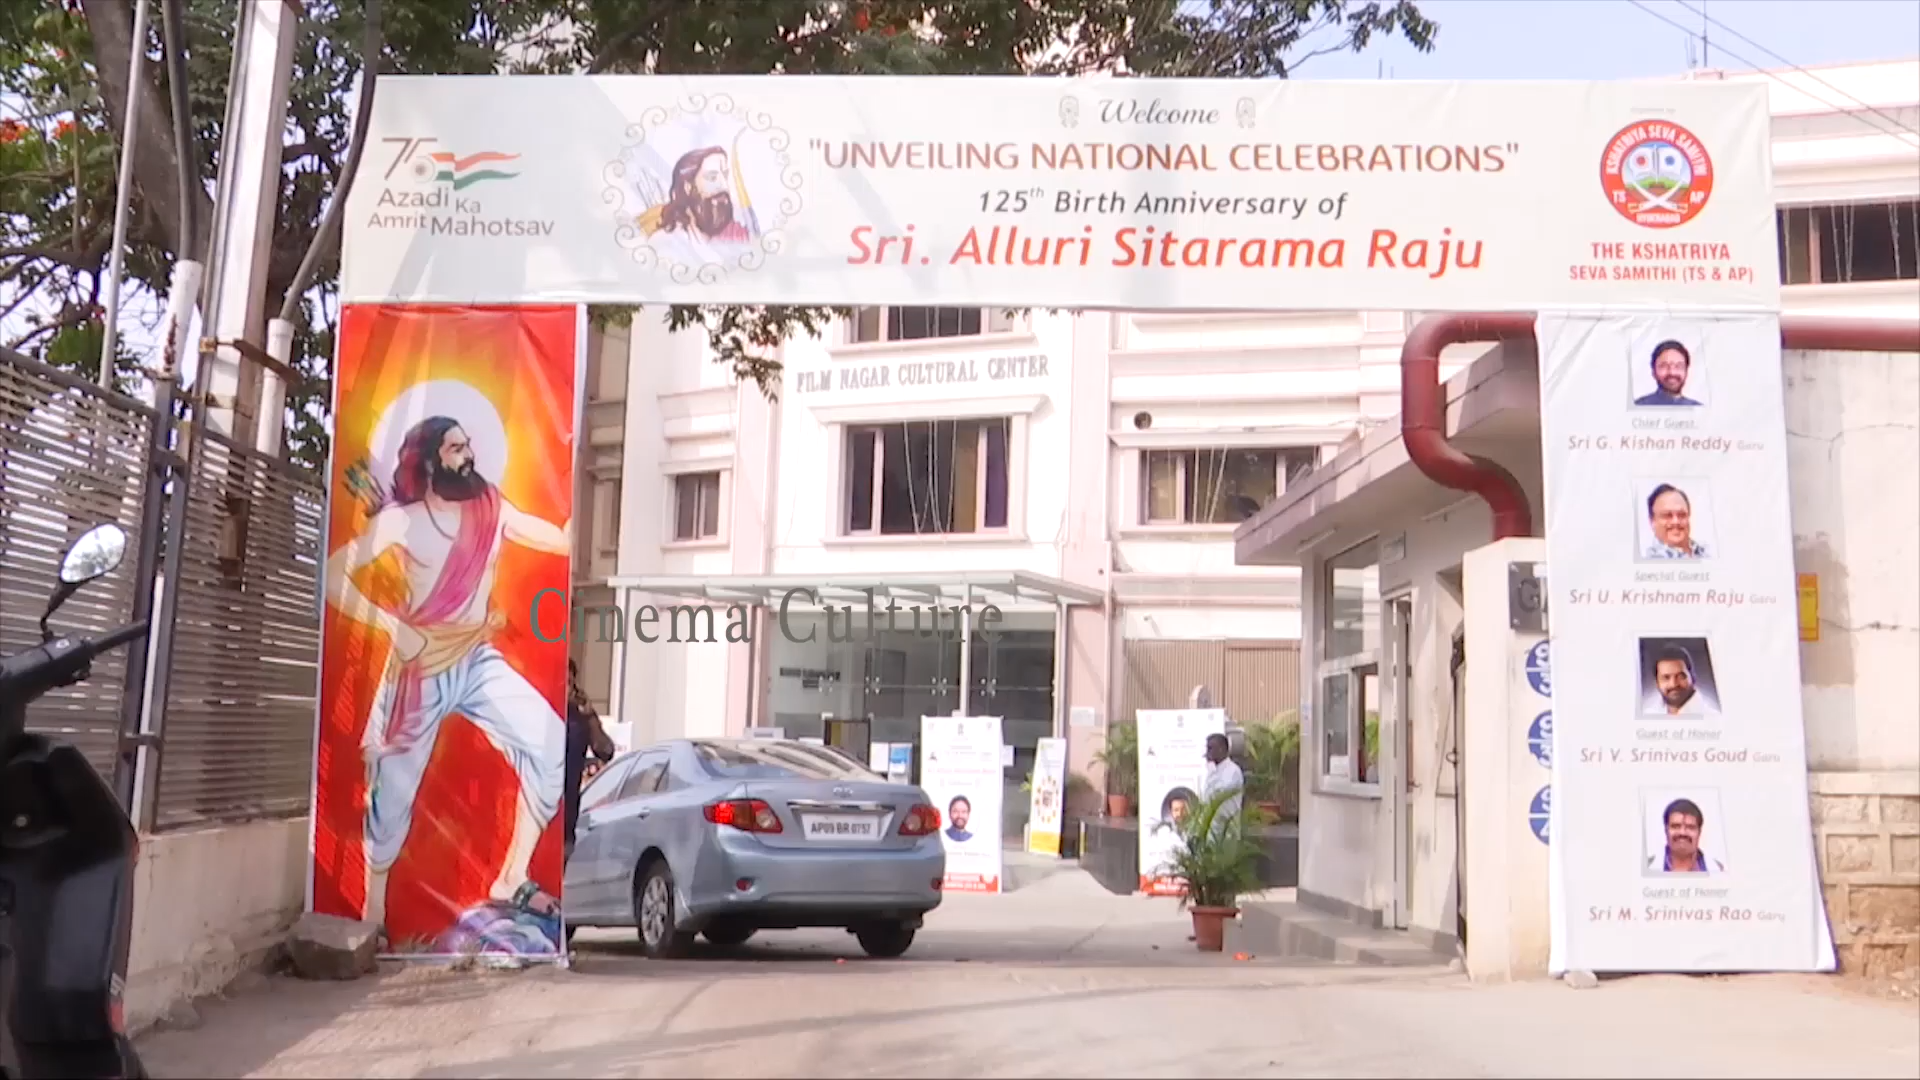 Welcome
"UNVEILING NATIONAL CELEBRATIONS"
125th Birth Anniversary of
Sri. Alluri Sitarama Raju
75
Azadi Ka
Amrit Mahotsav
KSHATRIYA SEVA SAMITHI
TS AP
HYDERABAD
THE KSHATRIYA
SEVA SAMITHI (TS & AP)
FILM NAGAR CULTURAL CENTER
Chief Guest
Sri G. Kishan Reddy Garu
Special Guest
Sri U. Krishnam Raju Garu
Guest of Honor
Sri V. Srinivas Goud Garu
Guest of Honor
Sri M. Srinivas Rao Garu
Cinema Culture
AP09 BR 0757